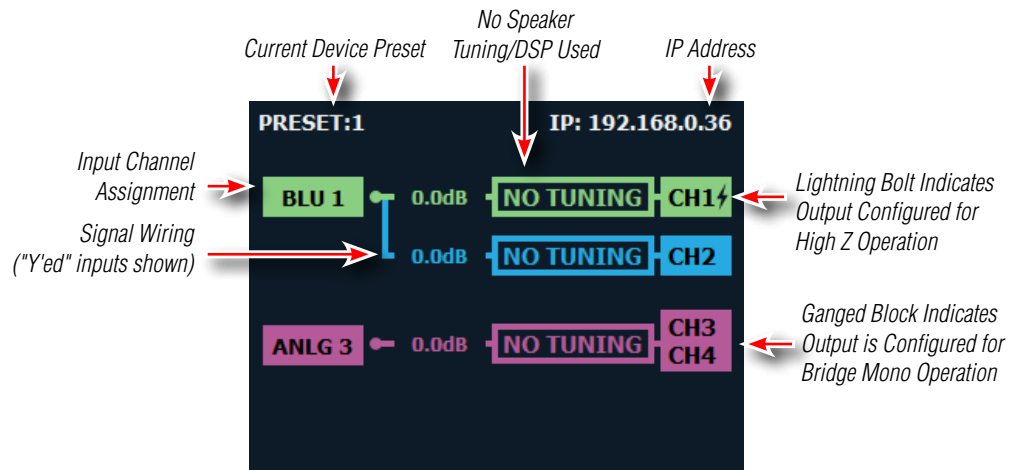 No Speaker
Tuning/DSP Used
Current Device Preset
IP Address
PRESET:1
IP: 192.168.0.36
Input Channel
Assignment
BLU 1
0.0dB
NO TUNING
CH1
Lightning Bolt Indicates
Output Configured for
High Z Operation
Signal Wiring
("Y'ed" inputs shown)
0.0dB
NO TUNING
CH2
ANLG 3
0.0dB
NO TUNING
CH3
CH4
Ganged Block Indicates
Output is Configured for
Bridge Mono Operation